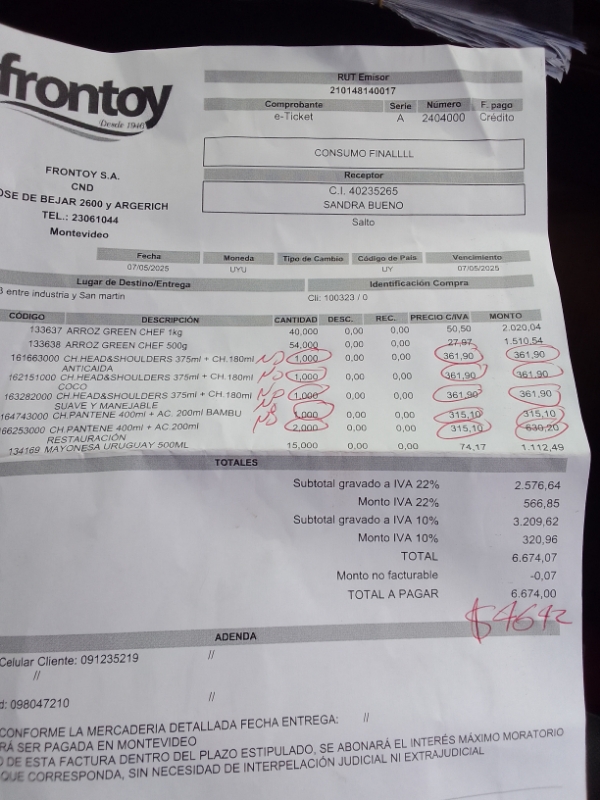 frontoy
Desde 1946
RUT Emisor
210148140017
Comprobante Serie Número F. pago
e-Ticket A 2404000 Crédito
CONSUMO FINALLLL
Receptor
C.I. 40235265
SANDRA BUENO
Salto
FRONTOY S.A.
CND
OSE DE BEJAR 2600 y ARGERICH
TEL.: 23061044
Montevideo
Fecha Moneda Tipo de Cambio Código de País Vencimiento
07/05/2025 UYU UY 07/05/2025
Lugar de Destino/Entrega Identificación Compra
3 entre industria y San martin Cli: 100323 / 0
CÓDIGO DESCRIPCIÓN CANTIDAD DESC. REC. PRECIO C/IVA MONTO
133637 ARROZ GREEN CHEF 1kg 40,000 0,00 0,00 50,50 2.020,04
133638 ARROZ GREEN CHEF 500g 54,000 0,00 0,00 27,97 1.510,54
161663000 CH.HEAD&SHOULDERS 375ml + CH.180ml NO 1,000 0,00 0,00 361,90 361,90
ANTICAIDA
162151000 CH.HEAD&SHOULDERS 375ml + CH.180ml NO 1,000 0,00 0,00 361,90 361,90
COCO
163282000 CH.HEAD&SHOULDERS 375ml + CH.180ml NO 1,000 0,00 0,00 361,90 361,90
SUAVE Y MANEJABLE
164743000 CH.PANTENE 400ml + AC. 200ml BAMBU NO 1,000 0,00 0,00 315,10 315,10
166253000 CH.PANTENE 400ml + AC.200ml NO 2,000 0,00 0,00 315,10 630,20
RESTAURACIÓN
134169 MAYONESA URUGUAY 500ML 15,000 0,00 0,00 74,17 1.112,49
TOTALES
Subtotal gravado a IVA 22% 2.576,64
Monto IVA 22% 566,85
Subtotal gravado a IVA 10% 3.209,62
Monto IVA 10% 320,96
TOTAL 6.674,07
Monto no facturable -0,07
TOTAL A PAGAR 6.674,00
$4642
ADENDA
Celular Cliente: 091235219 //
//
d: 098047210 //
CONFORME LA MERCADERIA DETALLADA FECHA ENTREGA: //
RÁ SER PAGADA EN MONTEVIDEO
O DE ESTA FACTURA DENTRO DEL PLAZO ESTIPULADO, SE ABONARÁ EL INTERÉS MÁXIMO MORATORIO
QUE CORRESPONDA, SIN NECESIDAD DE INTERPELACIÓN JUDICIAL NI EXTRAJUDICIAL